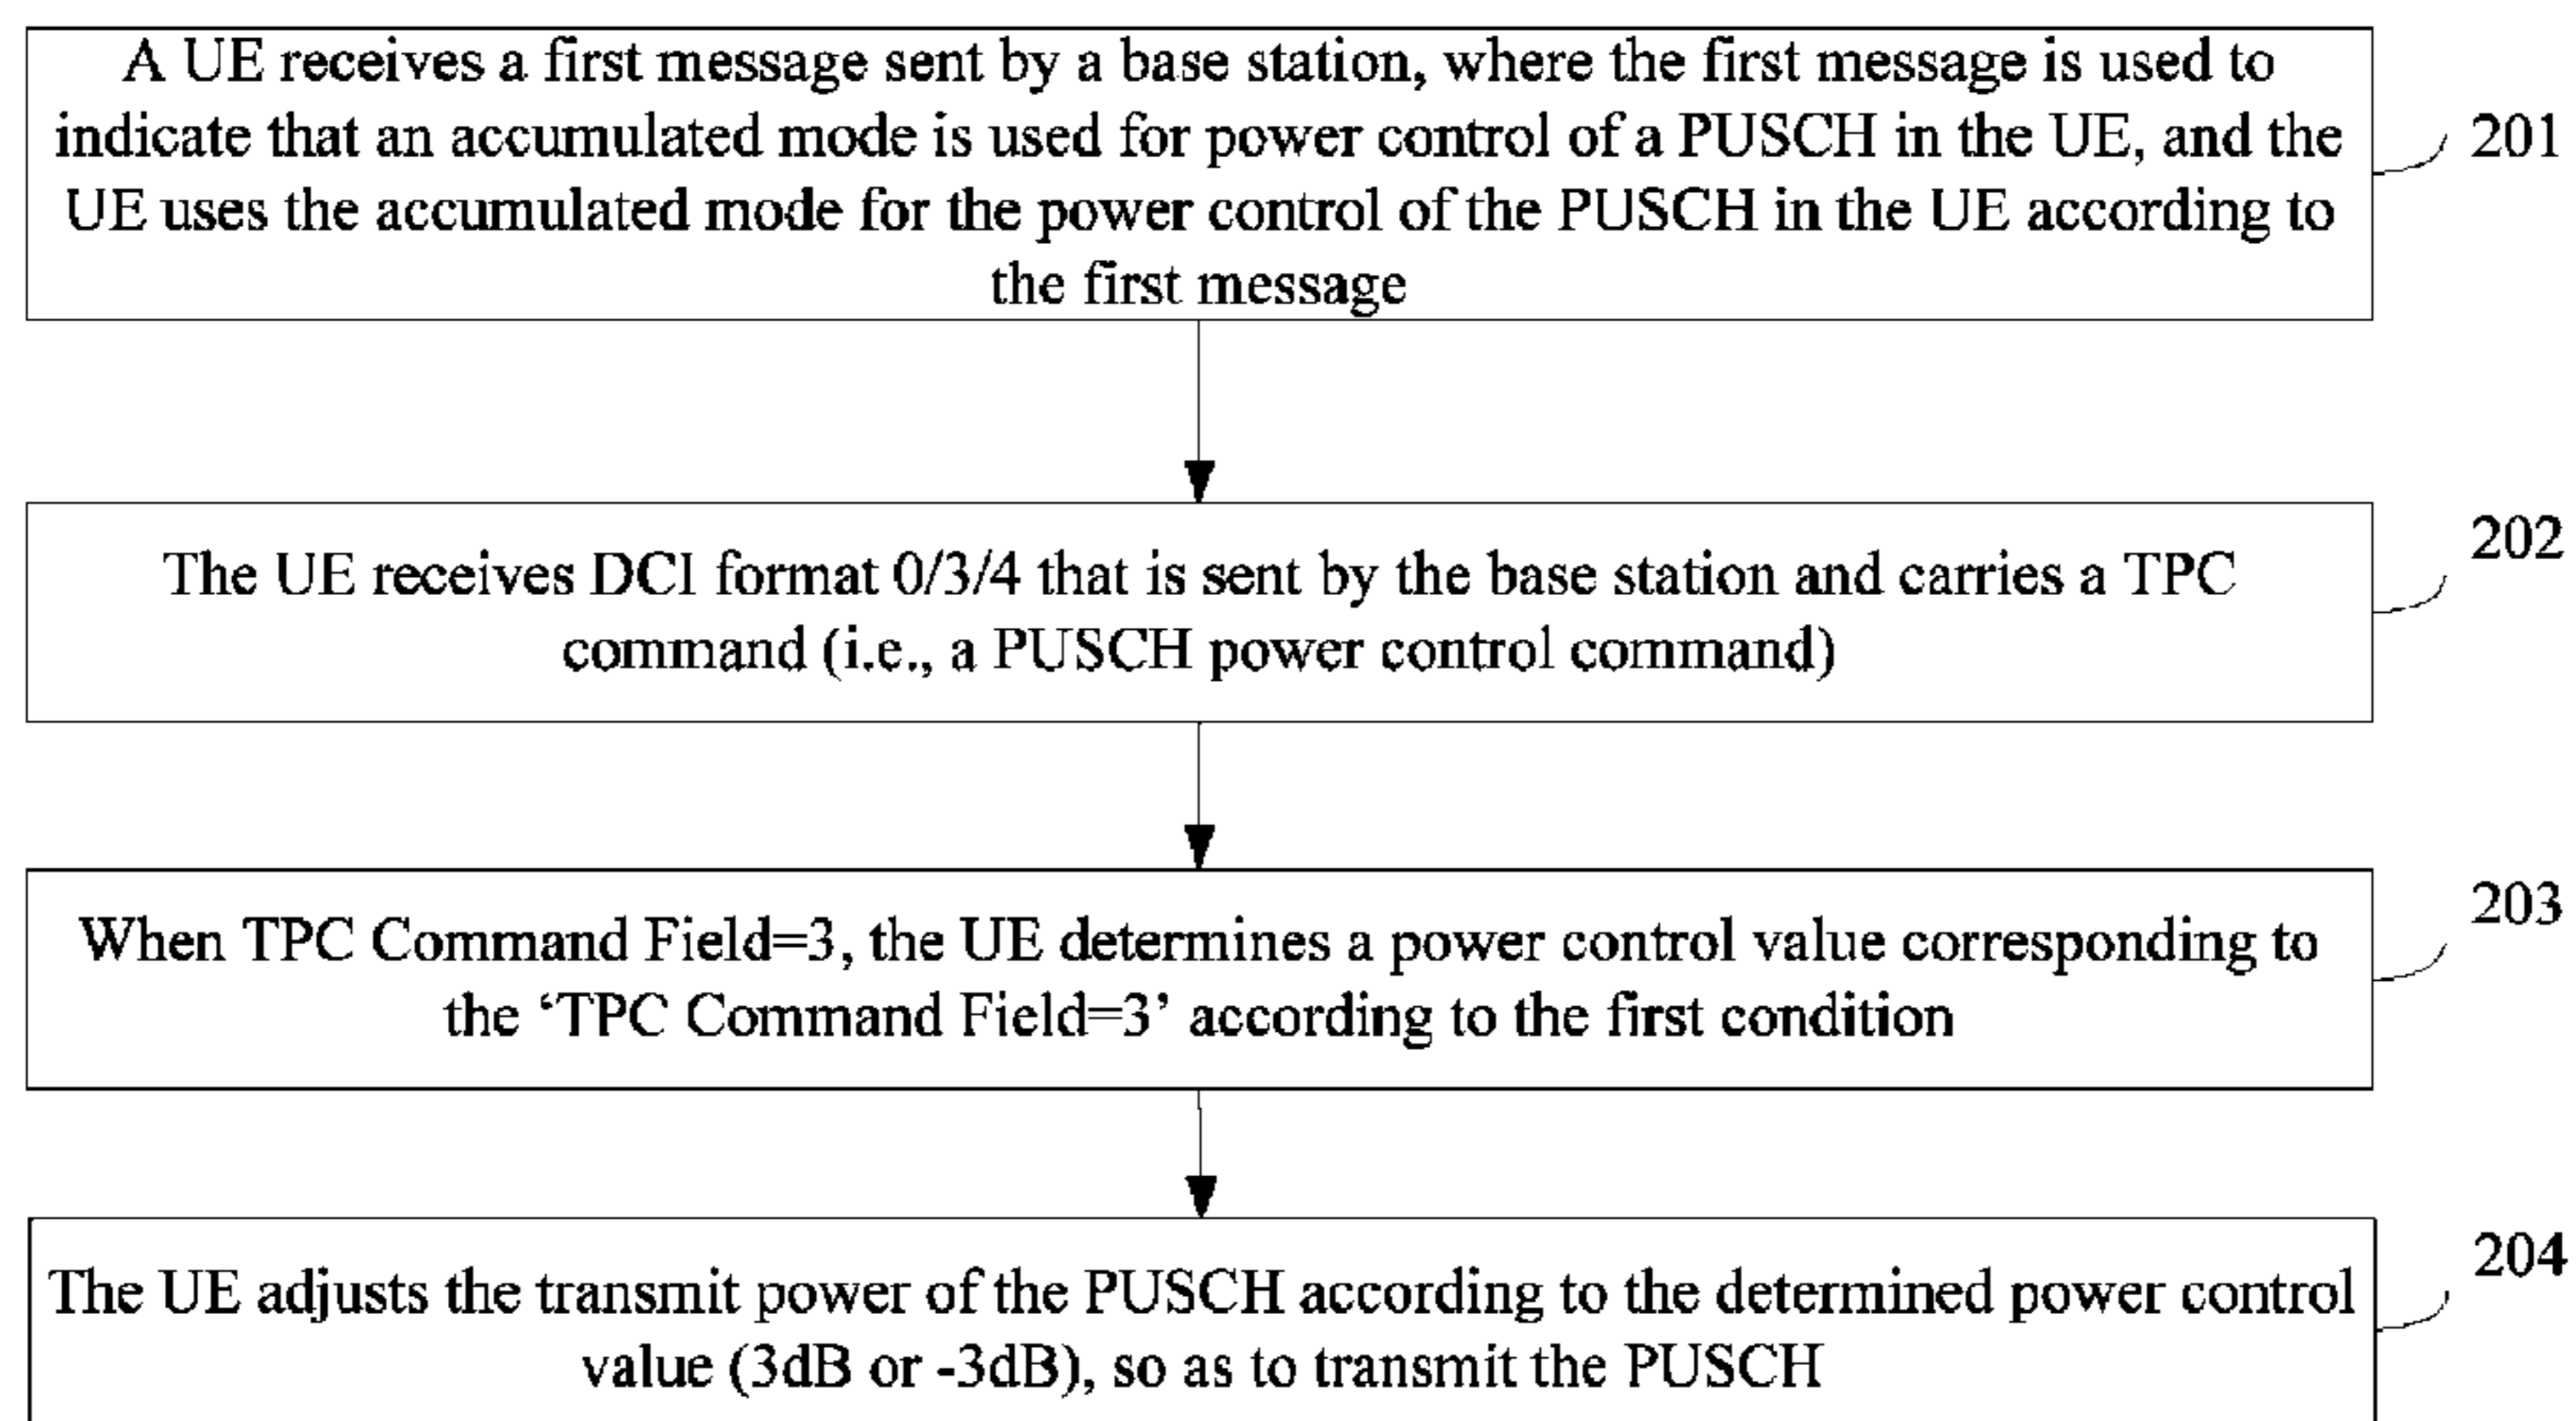 A UE receives a first message sent by a base station, where the first message is used to
indicate that an accumulated mode is used for power control of a PUSCH in the UE, and the
UE uses the accumulated mode for the power control of the PUSCH in the UE according to
the first message
201
The UE receives DCI format 0/3/4 that is sent by the base station and carries a TPC
command (i.e., a PUSCH power control command)
202
When TPC Command Field=3, the UE determines a power control value corresponding to
the ‘TPC Command Field=3’ according to the first condition
203
The UE adjusts the transmit power of the PUSCH according to the determined power control
value (3dB or -3dB), so as to transmit the PUSCH
204